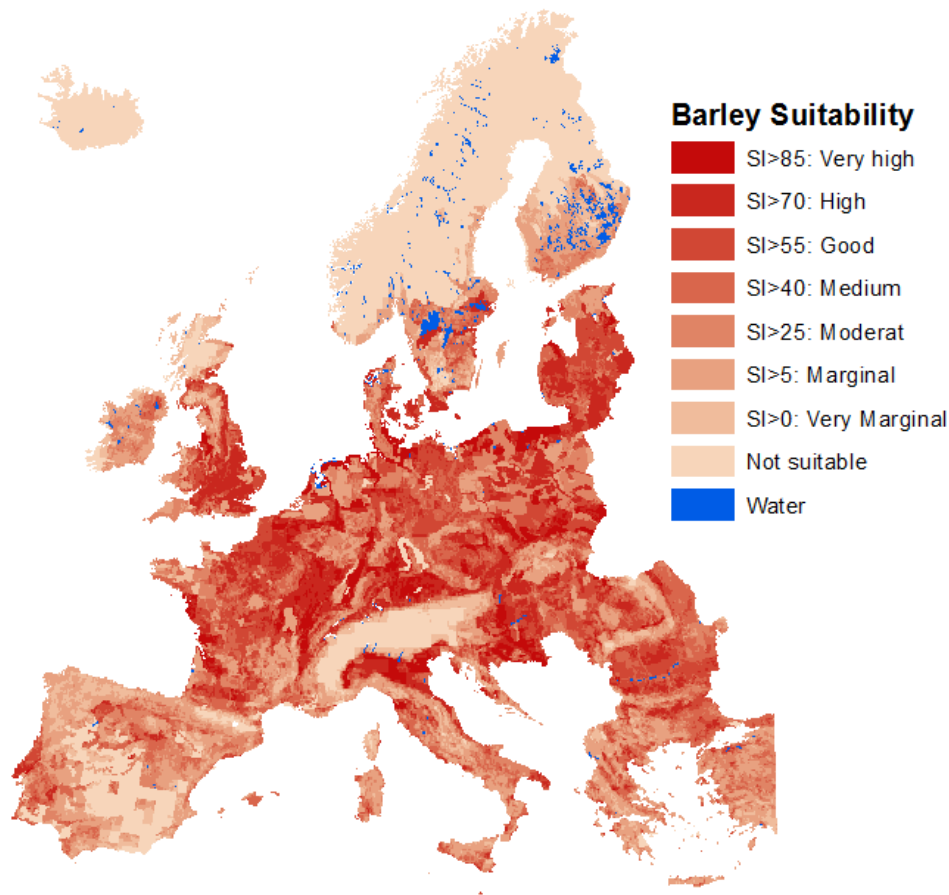 Barley Suitability
SI>85: Very high
SI>70: High
SI>55: Good
SI>40: Medium
SI>25: Moderat
SI>5: Marginal
SI>0: Very Marginal
Not suitable
Water